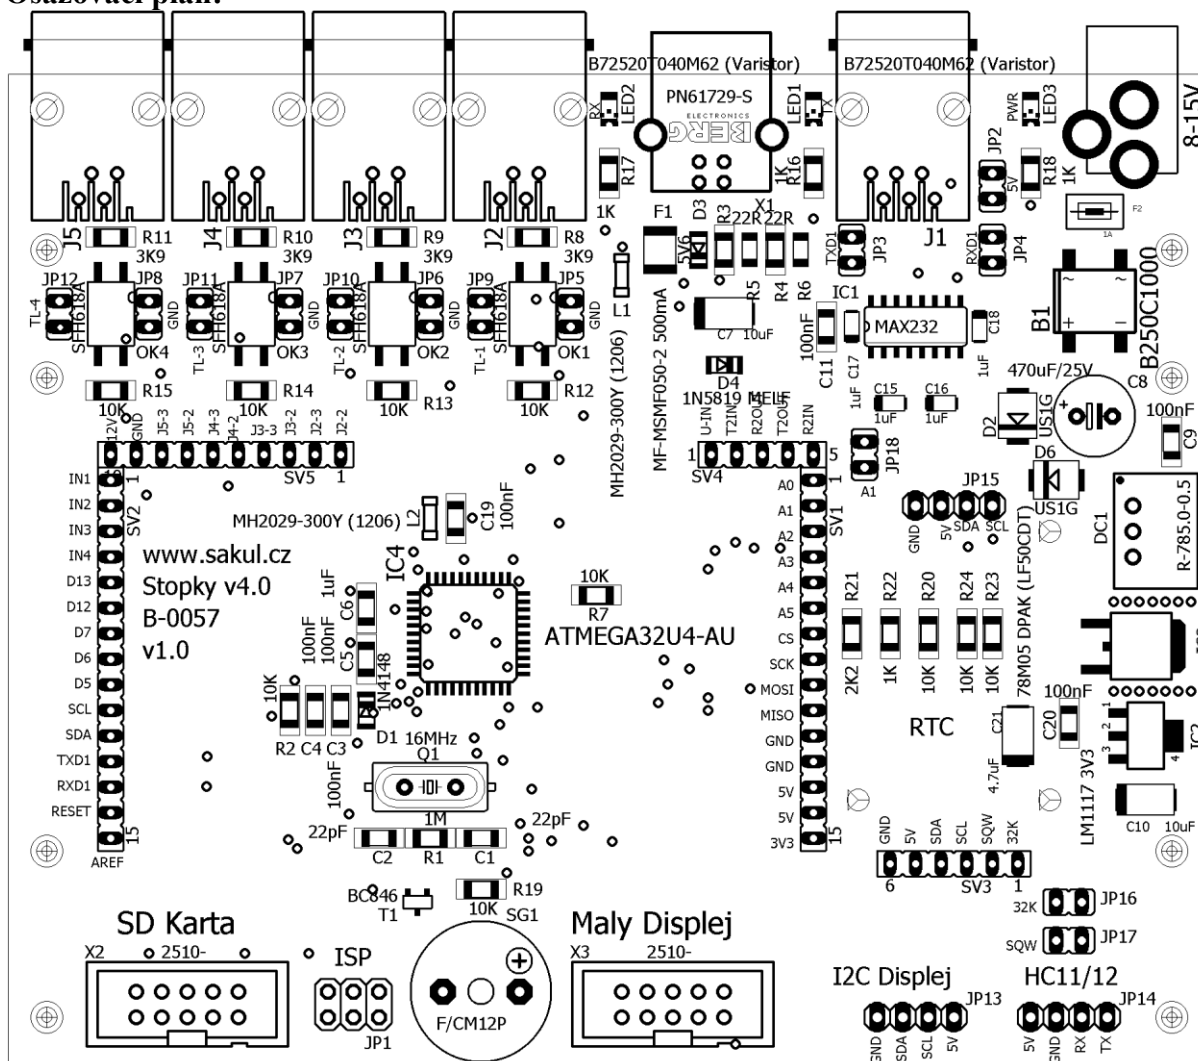 B72520T040M62 (Varistor)
B72520T040M62 (Varistor)
PN61729-S
ELECTRONICS
BERG
RX
LED2
LED1
TX
PWR
LED3
8-15V
JP2
5V
R17
1K
R16
1K
R18
1K
X1
F2
1A
J5
J4
J3
J2
J1
R11
3K9
R10
3K9
R9
3K9
R8
3K9
F1
D3
5V6
R3
22R
22R
R5
R4
R6
TXD1
JP3
RXD1
JP4
JP12
TL-4
SFH618A
JP8
GND
OK4
JP11
TL-3
SFH618A
JP7
GND
OK3
JP10
TL-2
SFH618A
JP6
GND
OK2
JP9
TL-1
SFH618A
JP5
GND
OK1
L1
MH2029-300Y (1206)
MF-MSMF050-2 500mA
C7
10uF
100nF
C11
IC1
C17
1uF
MAX232
C18
1uF
B1
B250C1000
~
~
+
-
R15
10K
R14
10K
R13
10K
R12
10K
D4
1N5819 MELF
C15
1uF
C16
1uF
470uF/25V
C8
+
D2
US1G
100nF
C9
12V
GND
J5-3
J5-2
J4-3
J4-2
J3-3
J3-2
J2-3
J2-2
SV5
1
U-IN
T2IN
R2OUT
T2OUT
R2IN
1
SV4
5
JP18
A1
D6
US1G
JP15
GND
5V
SDA
SCL
DC1
R-785.0-0.5
1
SV2
IN1
IN2
IN3
IN4
D13
D12
D7
D6
D5
SCL
SDA
TXD1
RXD1
RESET
AREF
15
MH2029-300Y (1206)
L2
C19
100nF
www.sakul.cz
Stopky v4.0
B-0057
v1.0
IC4
1uF
C6
100nF
100nF
C5
ATMEGA32U4-AU
10K
R7
1
SV1
A0
A1
A2
A3
A4
A5
CS
SCK
MOSI
MISO
GND
GND
5V
5V
3V3
15
R21
R22
R20
R24
R23
2K2
1K
10K
10K
10K
78M05 DPAK (LF50CDT)
1N4148
10K
R2
C4
C3
D1
100nF
16MHz
Q1
RTC
C21
4.7uF
100nF
C20
1
2
3
4
IC2
LM1117 3V3
C10
10uF
22pF
1M
22pF
C2
R1
C1
GND
5V
SDA
SCL
SQW
32K
6
SV3
1
BC846
T1
R19
10K
SG1
32K
JP16
SQW
JP17
SD Karta
X2
2510-
ISP
JP1
F/CM12P
Maly Displej
X3
2510-
I2C Displej
JP13
GND
SDA
SCL
5V
HC11/12
JP14
5V
GND
RX
TX